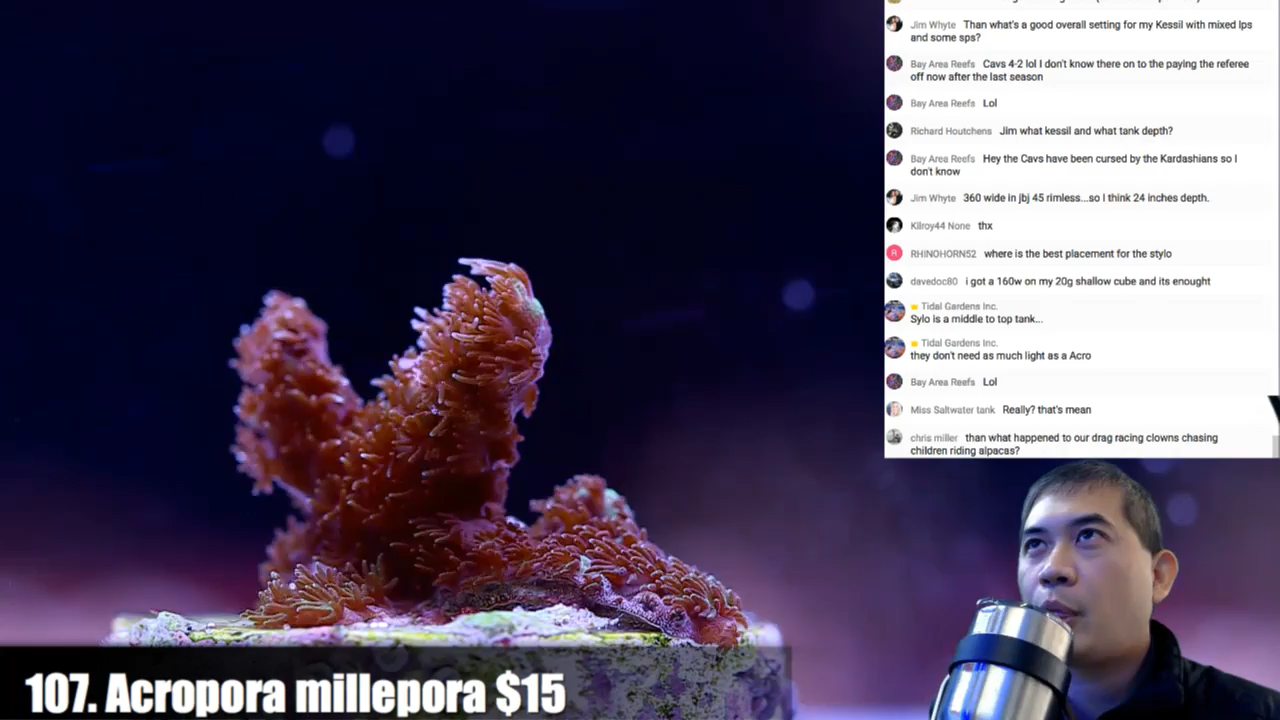 Jim Whyte Than what's a good overall setting for my Kessil with mixed lps
and some sps?
Bay Area Reefs Cavs 4-2 lol I don't know there on to the paying the referee
off now after the last season
Bay Area Reefs Lol
Richard Houtchens Jim what kessil and what tank depth?
Bay Area Reefs Hey the Cavs have been cursed by the Kardashians so I
don't know
Jim Whyte 360 wide in jbj 45 rimless...so I think 24 inches depth.
Kilroy44 None thx
R RHINOHORN52 where is the best placement for the stylo
davedoc80 i got a 160w on my 20g shallow cube and its enought
Tidal Gardens Inc.
Sylo is a middle to top tank...
Tidal Gardens Inc.
they don't need as much light as a Acro
Bay Area Reefs Lol
Miss Saltwater tank Really? that's mean
chris miller than what happened to our drag racing clowns chasing
children riding alpacas?
107. Acropora millepora $15